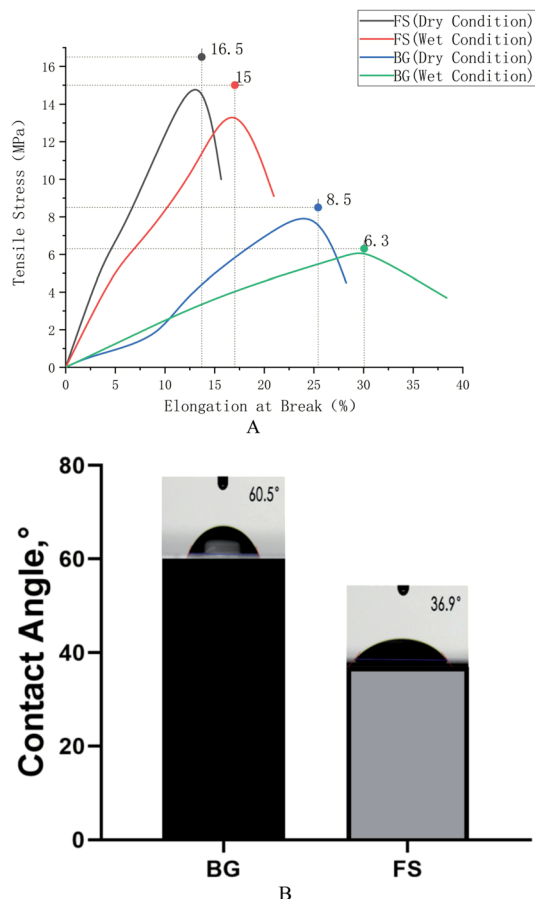 FS(Dry Condition)
FS(Wet Condition)
BG(Dry Condition)
BG(Wet Condition)
16.5
15
8.5
6.3
Tensile Stress (MPa)
16
14
12
10
8
6
4
2
0
0 5 10 15 20 25 30 35 40
Elongation at Break (%)
A
Contact Angle,°
80
60
40
20
0
60.5°
36.9°
BG FS
B